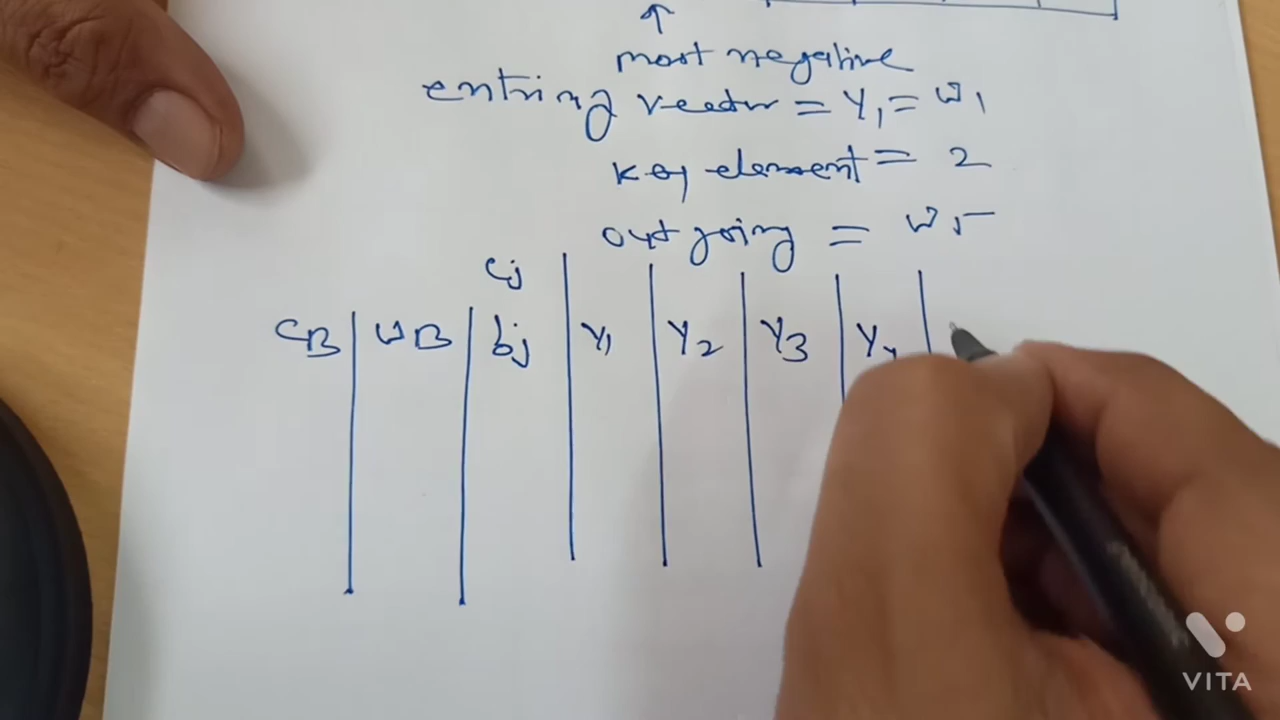 most negative
entring vector = Y1 = W1
key element = 2
outgoing = W5
Cj
CB WB bj Y1 Y2 Y3 Y4
VITA